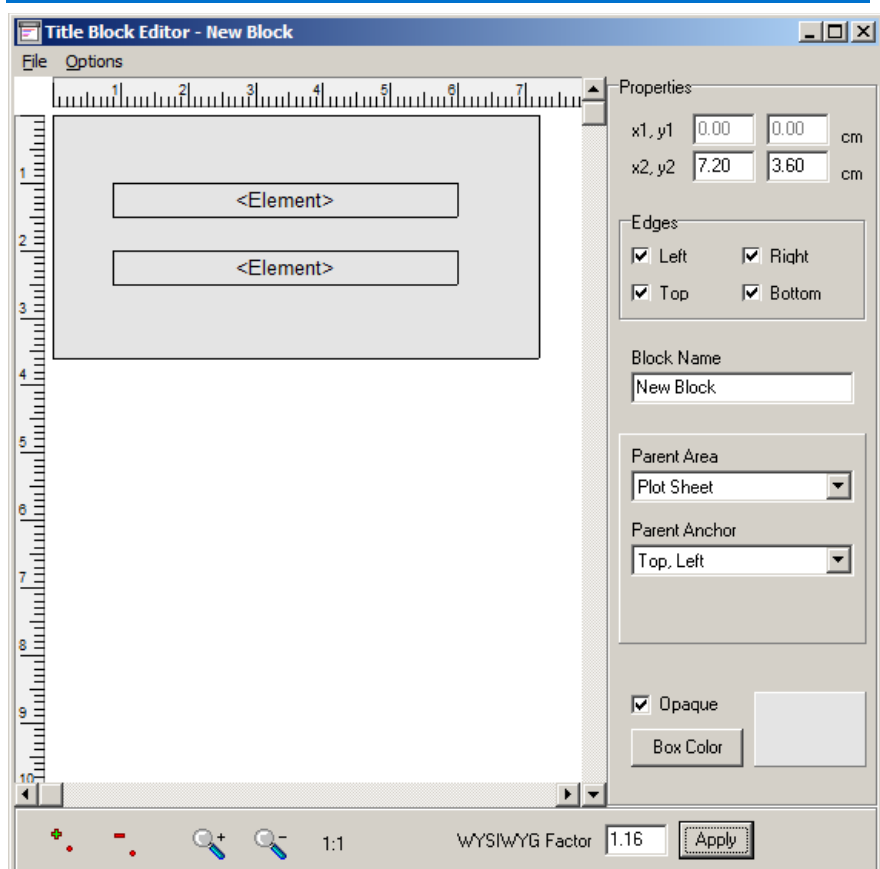 Title Block Editor - New Block
File Options
1 2 3 4 5 6 7
Properties
x1, y1 0.00 0.00 cm
x2, y2 7.20 3.60 cm
1
<Element>
Edges
2
Left Right
<Element>
Top Bottom
3
Block Name
4
New Block
5
Parent Area
Plot Sheet
6
Parent Anchor
Top, Left
7
8
9
Opaque
Box Color
10
1:1 WYSIWYG Factor 1.16 Apply